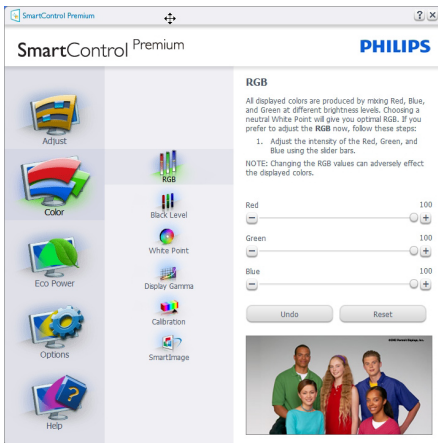 SmartControl Premium
?
SmartControl Premium
PHILIPS
Adjust
Color
Eco Power
Options
Help
RGB
Black Level
White Point
Display Gamma
Calibration
SmartImage
RGB
All displayed colors are produced by mixing Red, Blue,
and Green at different brightness levels. Choosing a
neutral White Point will give you optimal RGB. If you
prefer to adjust the RGB now, follow these steps:
1. Adjust the intensity of the Red, Green, and
Blue using the slider bars.
NOTE: Changing the RGB values can adversely effect
the displayed colors.
Red 100
Green 100
Blue 100
Undo Reset